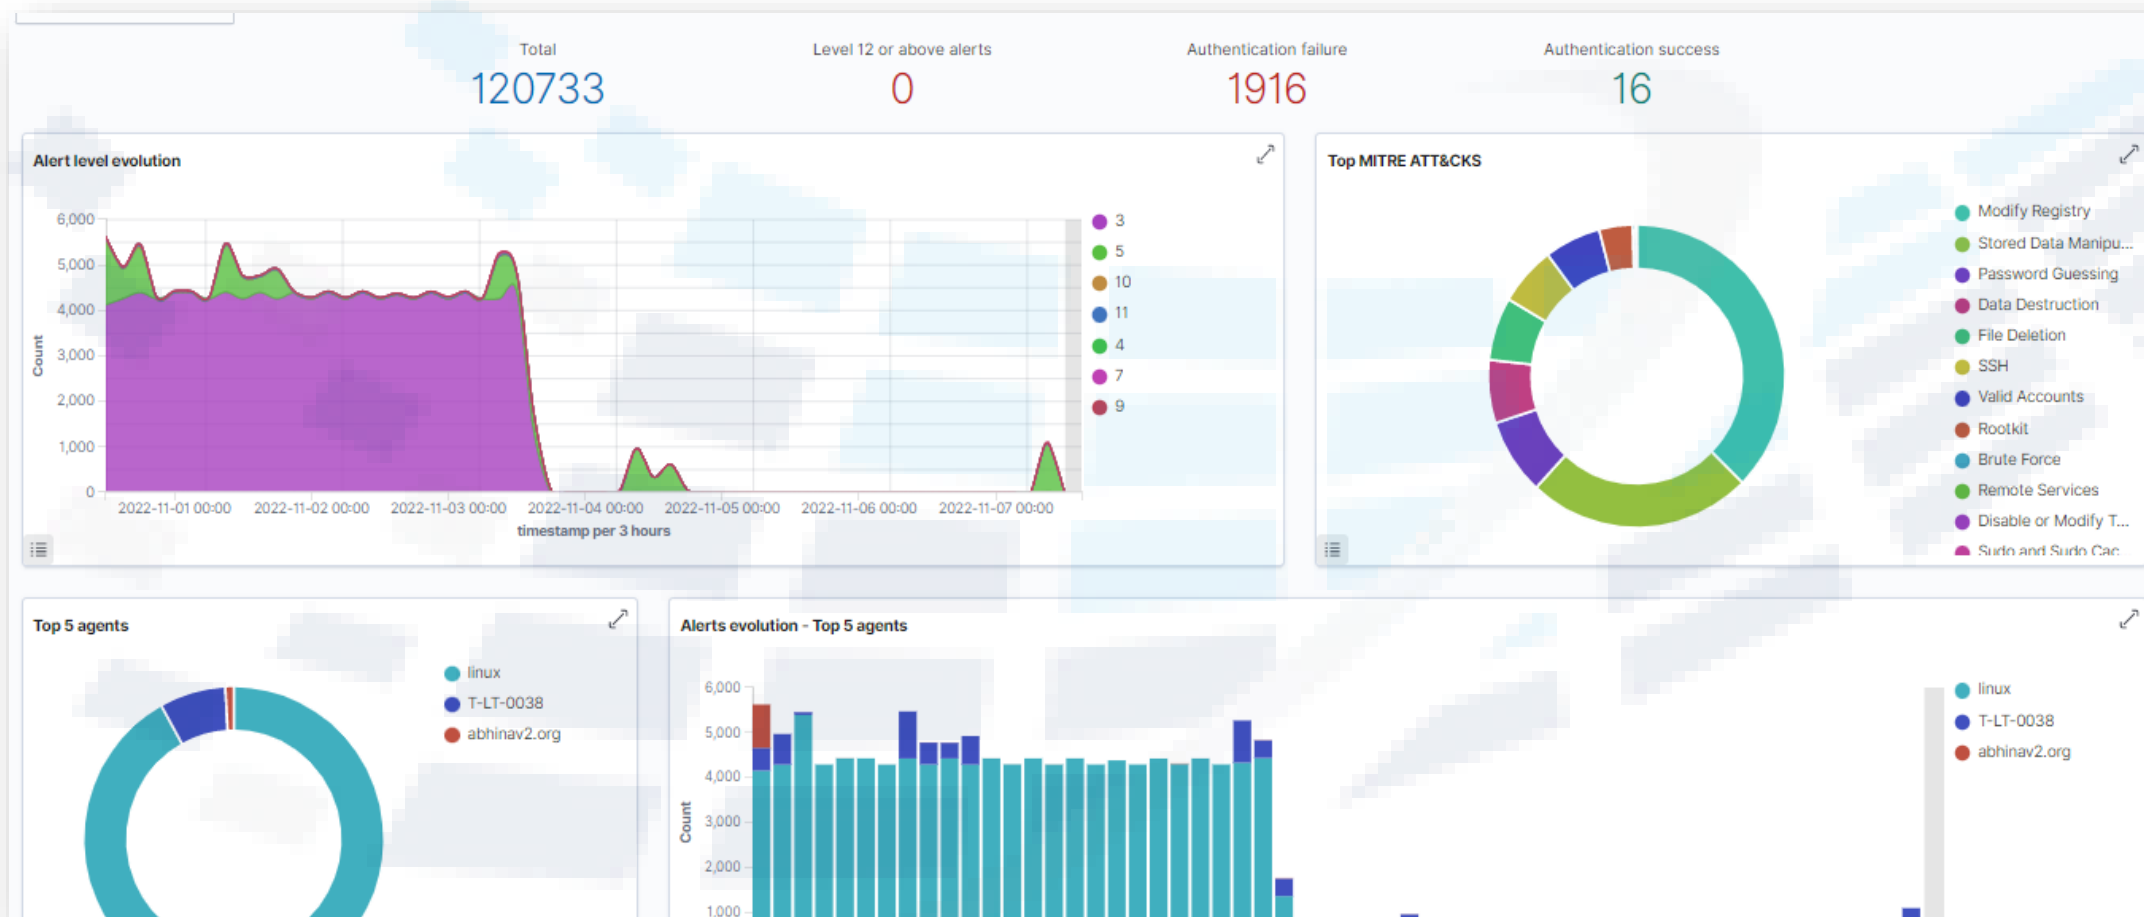 Total
120733
Level 12 or above alerts
0
Authentication failure
1916
Authentication success
16
Alert level evolution
Count
6,000
5,000
4,000
3,000
2,000
1,000
0
2022-11-01 00:00
2022-11-02 00:00
2022-11-03 00:00
2022-11-04 00:00
2022-11-05 00:00
2022-11-06 00:00
2022-11-07 00:00
timestamp per 3 hours
3
5
10
11
4
7
9
Top MITRE ATT&CKS
Modify Registry
Stored Data Manipu...
Password Guessing
Data Destruction
File Deletion
SSH
Valid Accounts
Rootkit
Brute Force
Remote Services
Disable or Modify T...
Sudo and Sudo Cac
Top 5 agents
linux
T-LT-0038
abhinav2.org
Alerts evolution - Top 5 agents
Count
6,000
5,000
4,000
3,000
2,000
1,000
linux
T-LT-0038
abhinav2.org